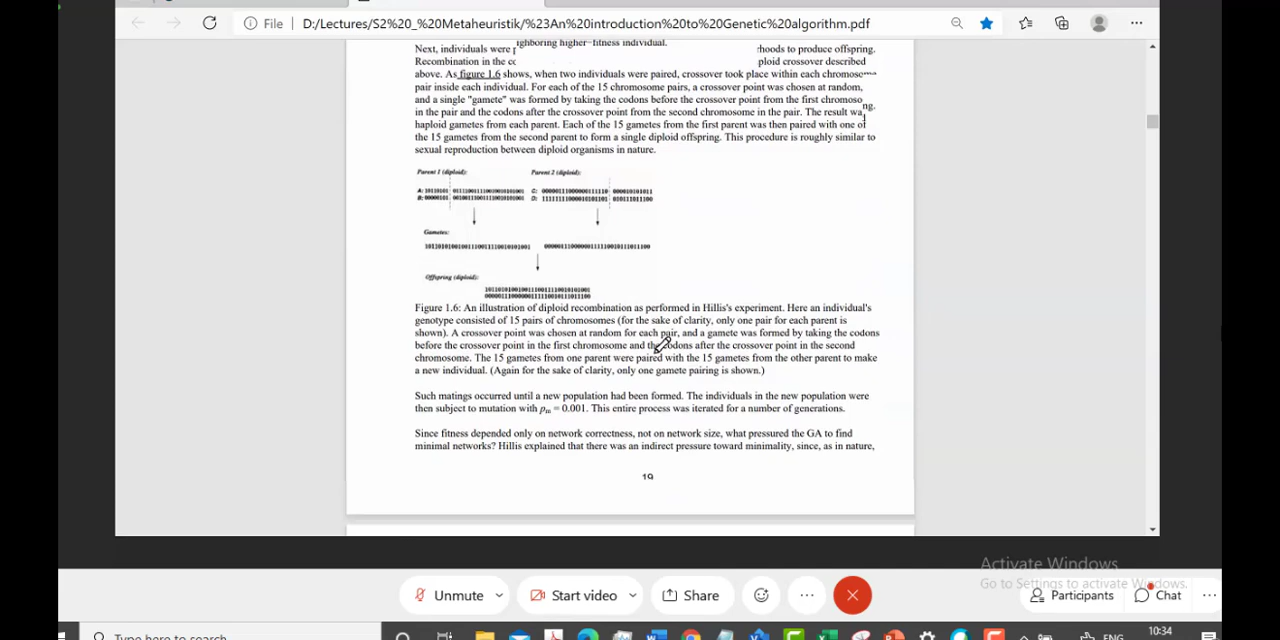 File
D:/Lectures/S2%20_%20Metaheuristik/%23An%20introduction%20to%20Genetic%20algorithm.pdf
ighboring higher-fitness individual.
Next, individuals were
hoods to produce offspring.
Recombination in the
ploid crossover described
above. As figure 1.6 shows, when two individuals were paired, crossover took place within each
pair inside each individual. For each of the 15 chromosome pairs, a crossover point was chosen at random,
and a single "gamete" was formed by taking the codons before the crossover point from the first chromoso
in the pair and the codons after the crossover point from the second chromosome in the pair. The result wa
ng.
haploid gametes from each parent. Each of the 15 gametes from the first parent was then paired with one of
the 15 gametes from the second parent to form a single diploid offspring. This procedure is roughly similar to
sexual reproduction between diploid organisms in nature.
Parent 1 (diploid): Parent 2 (diploid):
A: 10110101
B: 00000101
Gametes:
Offspring (diploid):
Figure 1.6: An illustration of diploid recombination as performed in Hillis's experiment. Here an individual's
genotype consisted of 15 pairs of chromosomes (for the sake of clarity, only one pair for each parent is
shown). A crossover point was chosen at random for each pair, and a gamete was formed by taking the codons
before the crossover point in the first chromosome and the codons after the crossover point in the second
chromosome. The 15 gametes from one parent were paired with the 15 gametes from the other parent to make
a new individual. (Again for the sake of clarity, only one gamete pairing is shown.)
Such matings occurred until a new population had been formed. The individuals in the new population were
then subject to mutation with pm = 0.001. This entire process was iterated for a number of generations.
Since fitness depended only on network correctness, not on network size, what pressured the GA to find
minimal networks? Hillis explained that there was an indirect pressure toward minimality, since, as in nature,
19
Activate Windows
Go to Settings to activate Windows.
Unmute
Start video
Share
Participants
Chat
Type here to search
ENG
10:34